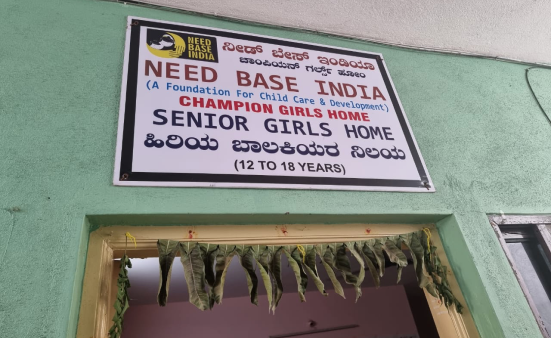 NEED
BASE
INDIA
ನೀಡ್ ಬೇಸ್ ಇಂಡಿಯಾ
ಚಾಂಪಿಯನ್ ಗರ್ಲ್ಸ್ ಹೋಂ
NEED BASE INDIA
(A Foundation For Child Care & Development)
CHAMPION GIRLS HOME
SENIOR GIRLS HOME
ಹಿರಿಯ ಬಾಲಕಿಯರ ನಿಲಯ
(12 TO 18 YEARS)